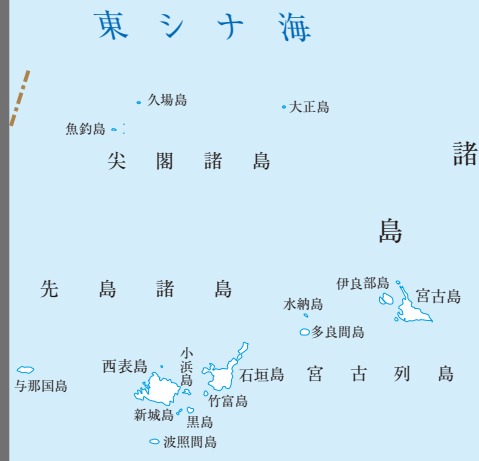 東シナ海
久場島
大正島
魚釣島
尖閣諸島
諸
島
先島諸島
伊良部島
宮古島
水納島
多良間島
小浜島
西表島
石垣島
宮古列島
与那国島
竹富島
新城島
黒島
波照間島